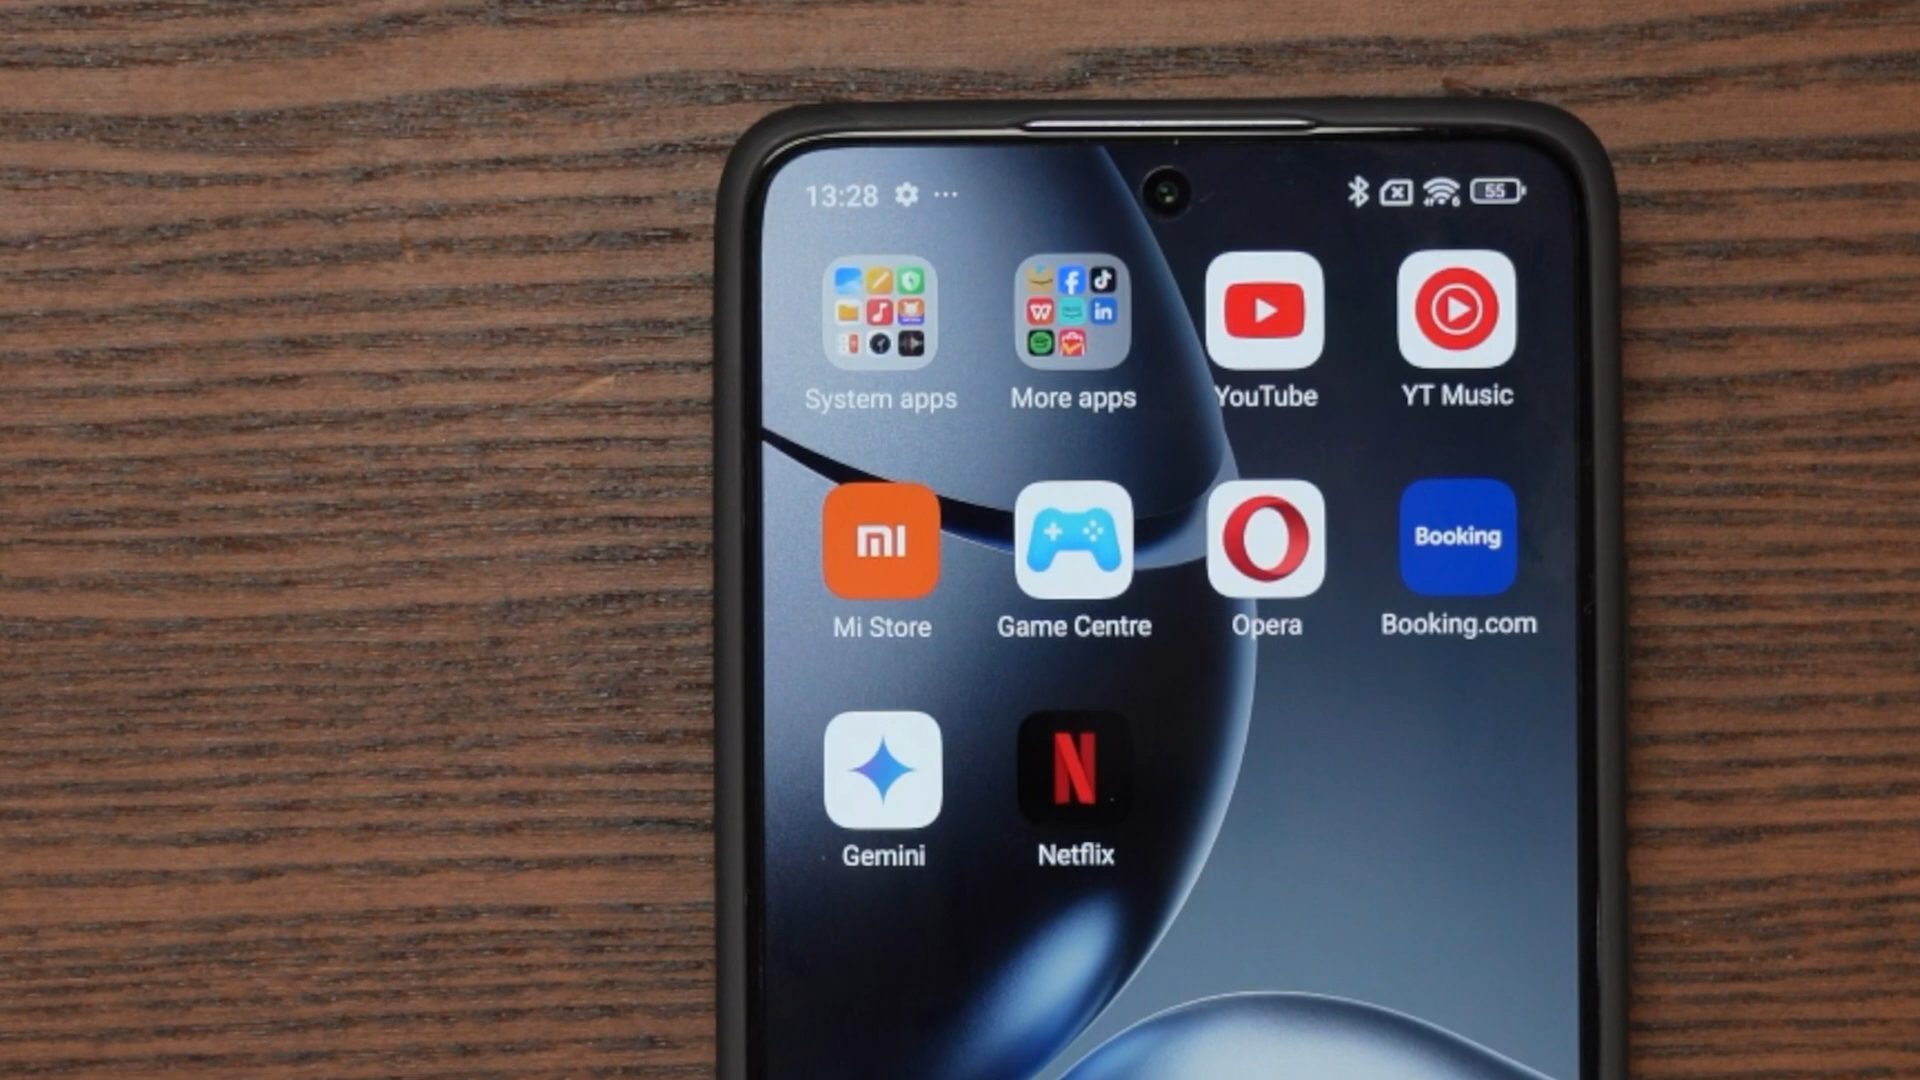 13:28 55
System apps More apps YouTube YT Music
mi Booking
Mi Store Game Centre Opera Booking.com
N
Gemini Netflix